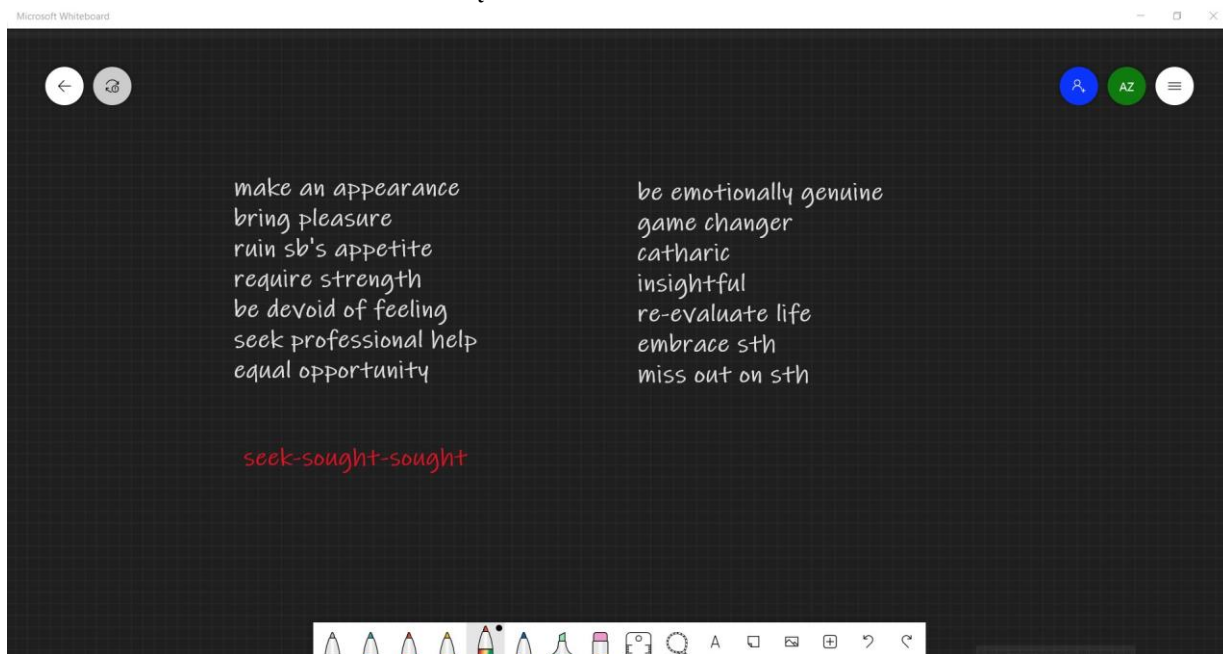 Microsoft Whiteboard
AZ
make an appearance
bring pleasure
ruin sb's appetite
require strength
be devoid of feeling
seek professional help
equal opportunity
be emotionally genuine
game changer
catharic
insightful
re-evaluate life
embrace sth
miss out on sth
seek-sought-sought
A